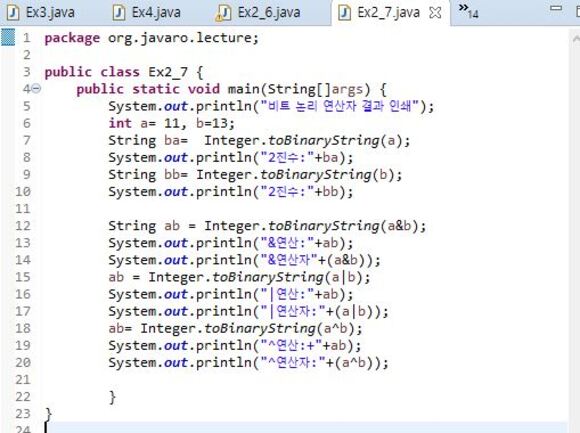 Ex3.java Ex4.java Ex2_6.java Ex2_7.java »14
1 package org.javaro.lecture;
2
3 public class Ex2_7 {
4 public static void main(String[]args) {
5 System.out.println("비트 논리 연산자 결과 인쇄");
6 int a= 11, b=13;
7 String ba=  Integer.toBinaryString(a);
8 System.out.println("2진수:"+ba);
9 String bb= Integer.toBinaryString(b);
10 System.out.println("2진수:"+bb);
11
12 String ab = Integer.toBinaryString(a&b);
13 System.out.println("&연산:"+ab);
14 System.out.println("&연산자"+(a&b));
15 ab = Integer.toBinaryString(a|b);
16 System.out.println("|연산:"+ab);
17 System.out.println("|연산자:"+(a|b));
18 ab= Integer.toBinaryString(a^b);
19 System.out.println("^연산:+"+ab);
20 System.out.println("^연산자:"+(a^b));
21
22 }
23 }
24